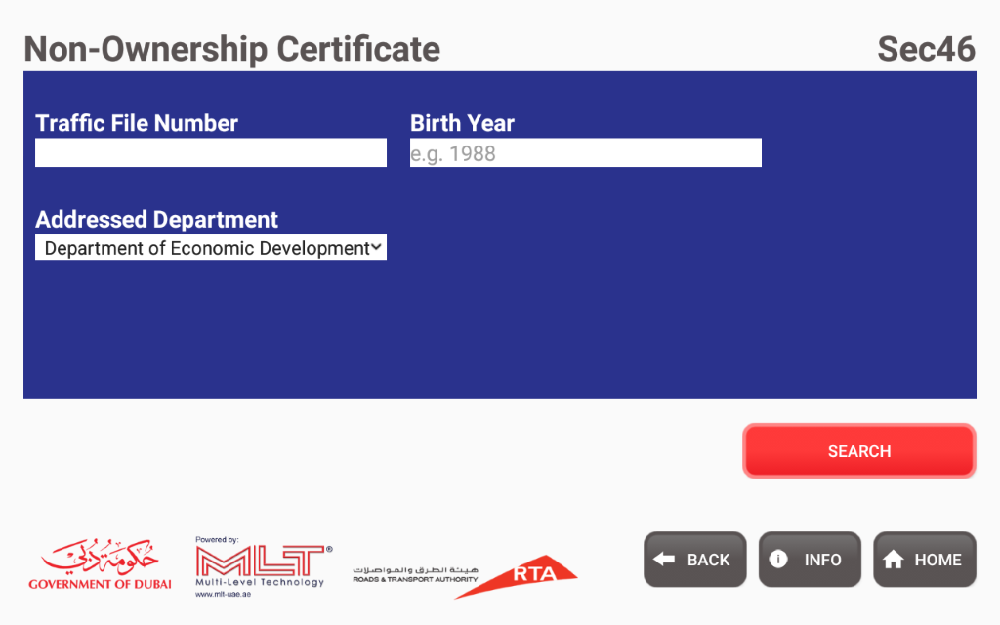 Non-Ownership Certificate
Sec46
Traffic File Number
Birth Year
e.g. 1988
Addressed Department
Department of Economic Development
SEARCH
حكومة دبي
GOVERNMENT OF DUBAI
Powered by:
MLT®
Multi-Level Technology
www.mlt-uae.ae
هيئة الطرق والمواصلات
ROADS & TRANSPORT AUTHORITY
RTA
BACK
INFO
HOME